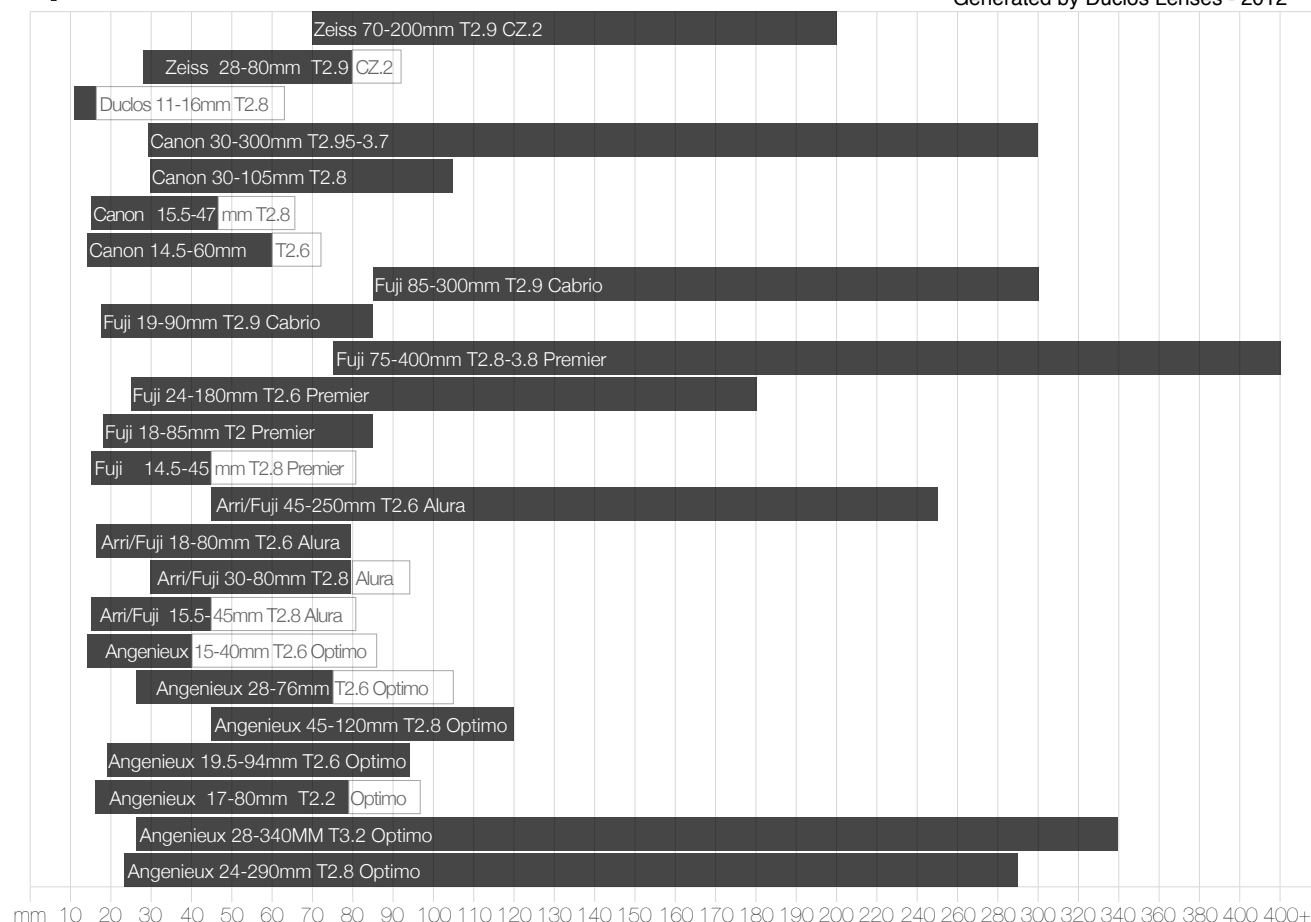 Generated by Duclos Lenses - 2012
Zeiss 70-200mm T2.9 CZ.2
Zeiss 28-80mm T2.9 CZ.2
Duclos 11-16mm T2.8
Canon 30-300mm T2.95-3.7
Canon 30-105mm T2.8
Canon 15.5-47 mm T2.8
Canon 14.5-60mm T2.6
Fuji 85-300mm T2.9 Cabrio
Fuji 19-90mm T2.9 Cabrio
Fuji 75-400mm T2.8-3.8 Premier
Fuji 24-180mm T2.6 Premier
Fuji 18-85mm T2 Premier
Fuji 14.5-45 mm T2.8 Premier
Arri/Fuji 45-250mm T2.6 Alura
Arri/Fuji 18-80mm T2.6 Alura
Arri/Fuji 30-80mm T2.8 Alura
Arri/Fuji 15.5-45mm T2.8 Alura
Angenieux 15-40mm T2.6 Optimo
Angenieux 28-76mm T2.6 Optimo
Angenieux 45-120mm T2.8 Optimo
Angenieux 19.5-94mm T2.6 Optimo
Angenieux 17-80mm T2.2 Optimo
Angenieux 28-340MM T3.2 Optimo
Angenieux 24-290mm T2.8 Optimo
mm 10 20 30 40 50 60 70 80 90 100 110 120 130 140 150 160 170 180 190 200 220 240 250 260 280 290 300 320 340 360 380 400 400+